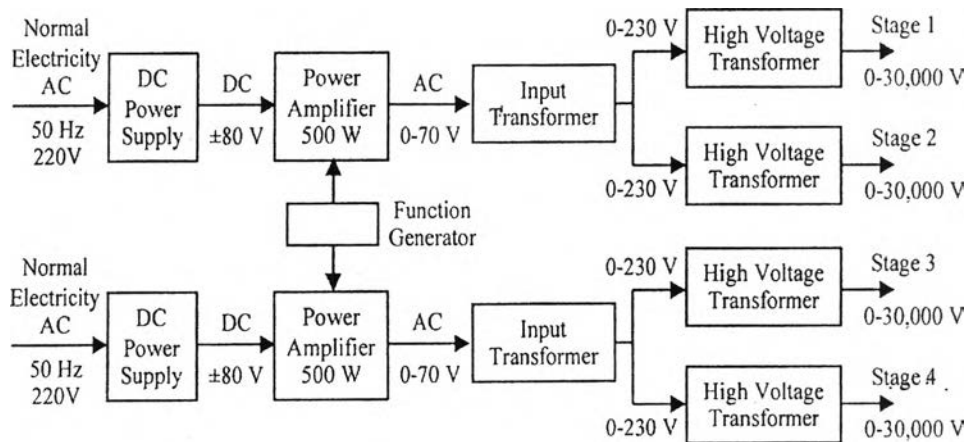 Normal
Electricity
AC
50 Hz
220V
DC
Power
Supply
DC
±80 V
Power
Amplifier
500 W
AC
0-70 V
Input
Transformer
0-230 V
High Voltage
Transformer
Stage 1
0-30,000 V
0-230 V
High Voltage
Transformer
Stage 2
0-30,000 V
Function
Generator
Normal
Electricity
AC
50 Hz
220V
DC
Power
Supply
DC
±80 V
Power
Amplifier
500 W
AC
0-70 V
Input
Transformer
0-230 V
High Voltage
Transformer
Stage 3
0-30,000 V
0-230 V
High Voltage
Transformer
Stage 4
0-30,000 V